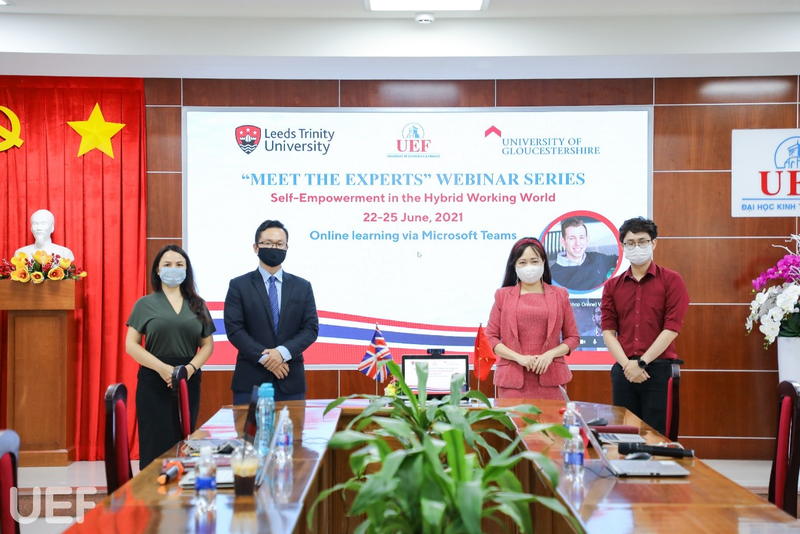 Leeds Trinity
University
UEF
UNIVERSITY OF
GLOUCESTERSHIRE
"MEET THE EXPERTS" WEBINAR SERIES
Self-Empowerment in the Hybrid Working World
22-25 June, 2021
Online learning via Microsoft Teams
UEF
ĐẠI HỌC KINH
UEF